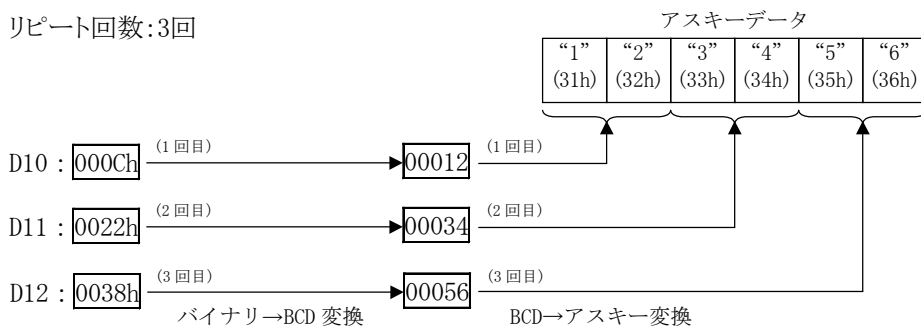 リピート回数:3回
アスキーデータ
“1” “2” “3” “4” “5” “6”
(31h) (32h) (33h) (34h) (35h) (36h)
D10 : 000Ch (1回目) 00012 (1回目)
D11 : 0022h (2回目) 00034 (2回目)
D12 : 0038h (3回目) 00056 (3回目)
バイナリ→BCD 変換 BCD→アスキー変換